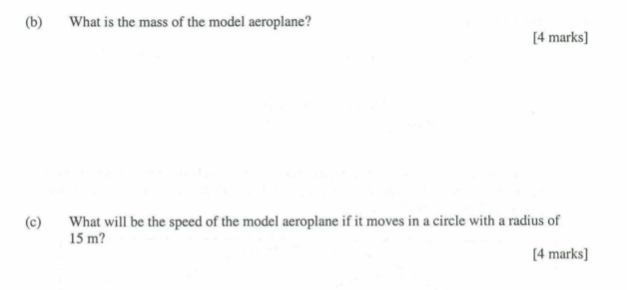 (b) What is the mass of the model aeroplane?
[4 marks]
(c) What will be the speed of the model aeroplane if it moves in a circle with a radius of
15 m?
[4 marks]